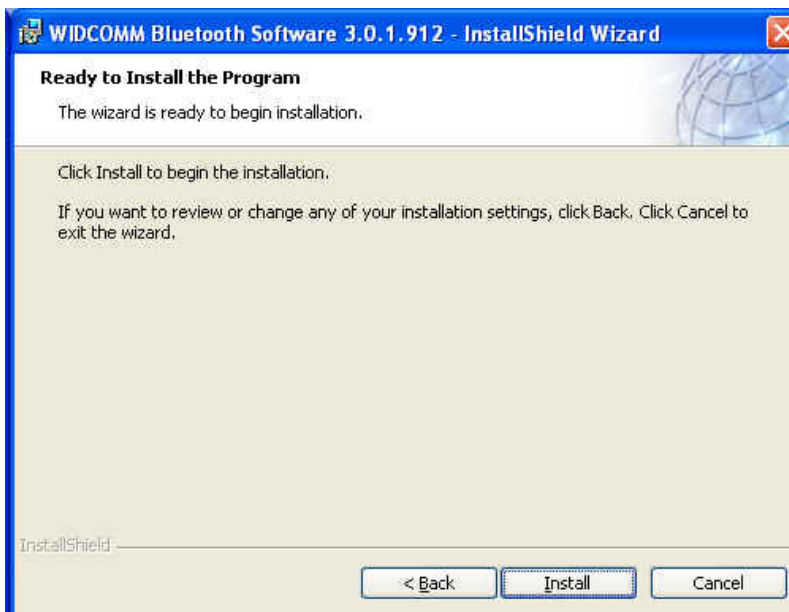 WIDCOMM Bluetooth Software 3.0.1.912 - InstallShield Wizard
Ready to Install the Program
The wizard is ready to begin installation.
Click Install to begin the installation.
If you want to review or change any of your installation settings, click Back. Click Cancel to
exit the wizard.
InstallShield
< Back Install Cancel